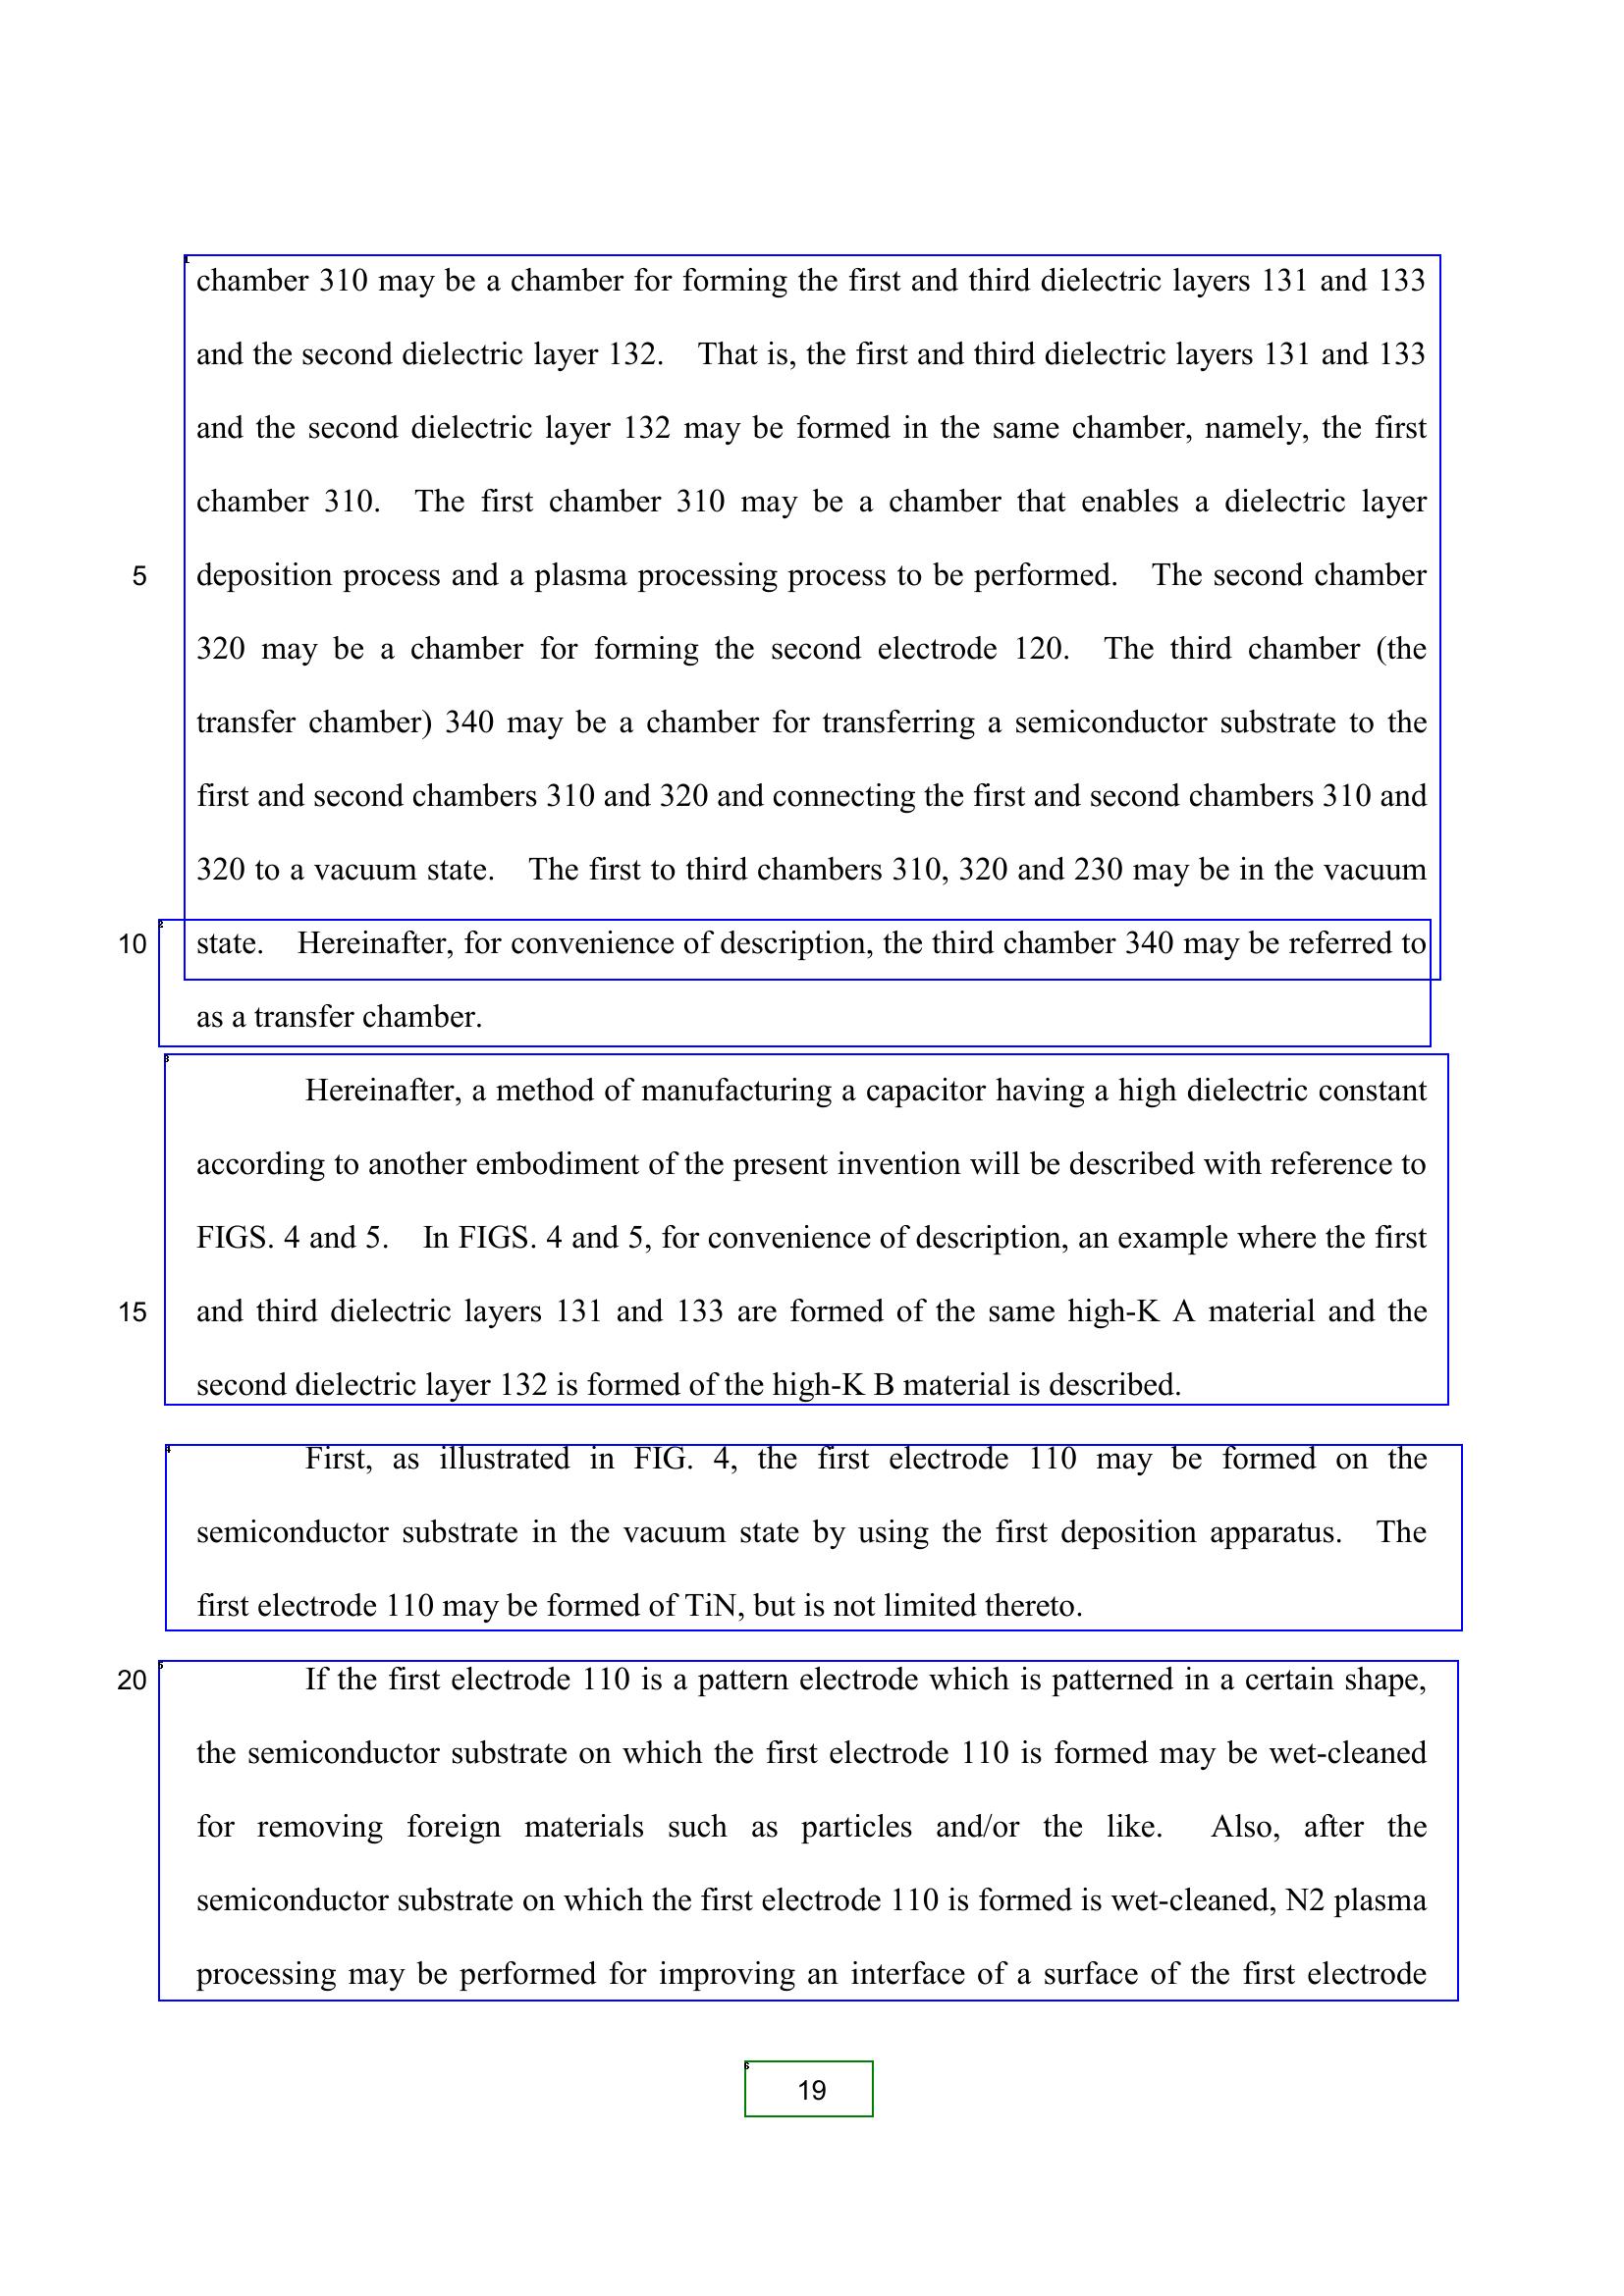 chamber 310 may be a chamber for forming the first and third dielectric layers 131 and 133
and the second dielectric layer 132. That is, the first and third dielectric layers 131 and 133
and the second dielectric layer 132 may be formed in the same chamber, namely, the first
chamber 310. The first chamber 310 may be a chamber that enables a dielectric layer
5 deposition process and a plasma processing process to be performed. The second chamber
320 may be a chamber for forming the second electrode 120. The third chamber (the
transfer chamber) 340 may be a chamber for transferring a semiconductor substrate to the
first and second chambers 310 and 320 and connecting the first and second chambers 310 and
320 to a vacuum state. The first to third chambers 310, 320 and 230 may be in the vacuum
10 state. Hereinafter, for convenience of description, the third chamber 340 may be referred to
as a transfer chamber.
Hereinafter, a method of manufacturing a capacitor having a high dielectric constant
according to another embodiment of the present invention will be described with reference to
FIGS. 4 and 5. In FIGS. 4 and 5, for convenience of description, an example where the first
15 and third dielectric layers 131 and 133 are formed of the same high-K A material and the
second dielectric layer 132 is formed of the high-K B material is described.
First, as illustrated in FIG. 4, the first electrode 110 may be formed on the
semiconductor substrate in the vacuum state by using the first deposition apparatus. The
first electrode 110 may be formed of TiN, but is not limited thereto.
20 If the first electrode 110 is a pattern electrode which is patterned in a certain shape,
the semiconductor substrate on which the first electrode 110 is formed may be wet-cleaned
for removing foreign materials such as particles and/or the like. Also, after the
semiconductor substrate on which the first electrode 110 is formed is wet-cleaned, N2 plasma
processing may be performed for improving an interface of a surface of the first electrode
19